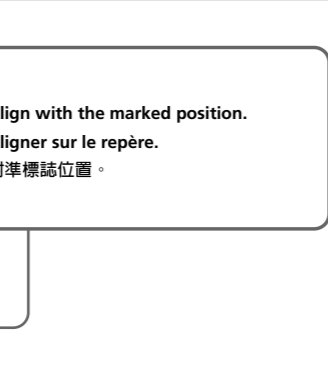 lign with the marked position.
ligner sur le repère.
準標誌位置。